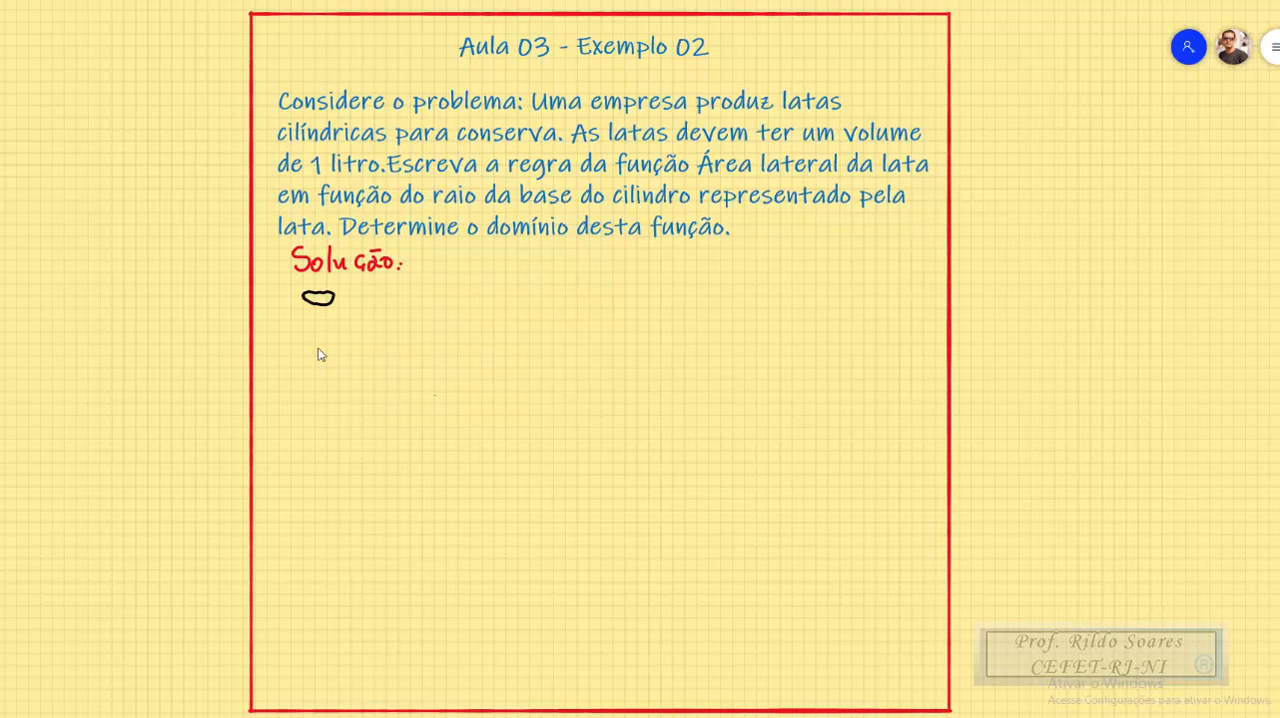 Aula 03 - Exemplo 02
Considere o problema: Uma empresa produz latas
cilíndricas para conserva. As latas devem ter um volume
de 1 litro.Escreva a regra da função Área lateral da lata
em função do raio da base do cilindro representado pela
lata. Determine o domínio desta função.
Solução:
Prof. Rildo Soares
CEFET-RJ-NI
Ativar o Windows
Acesse Configurações para ativar o Windows.